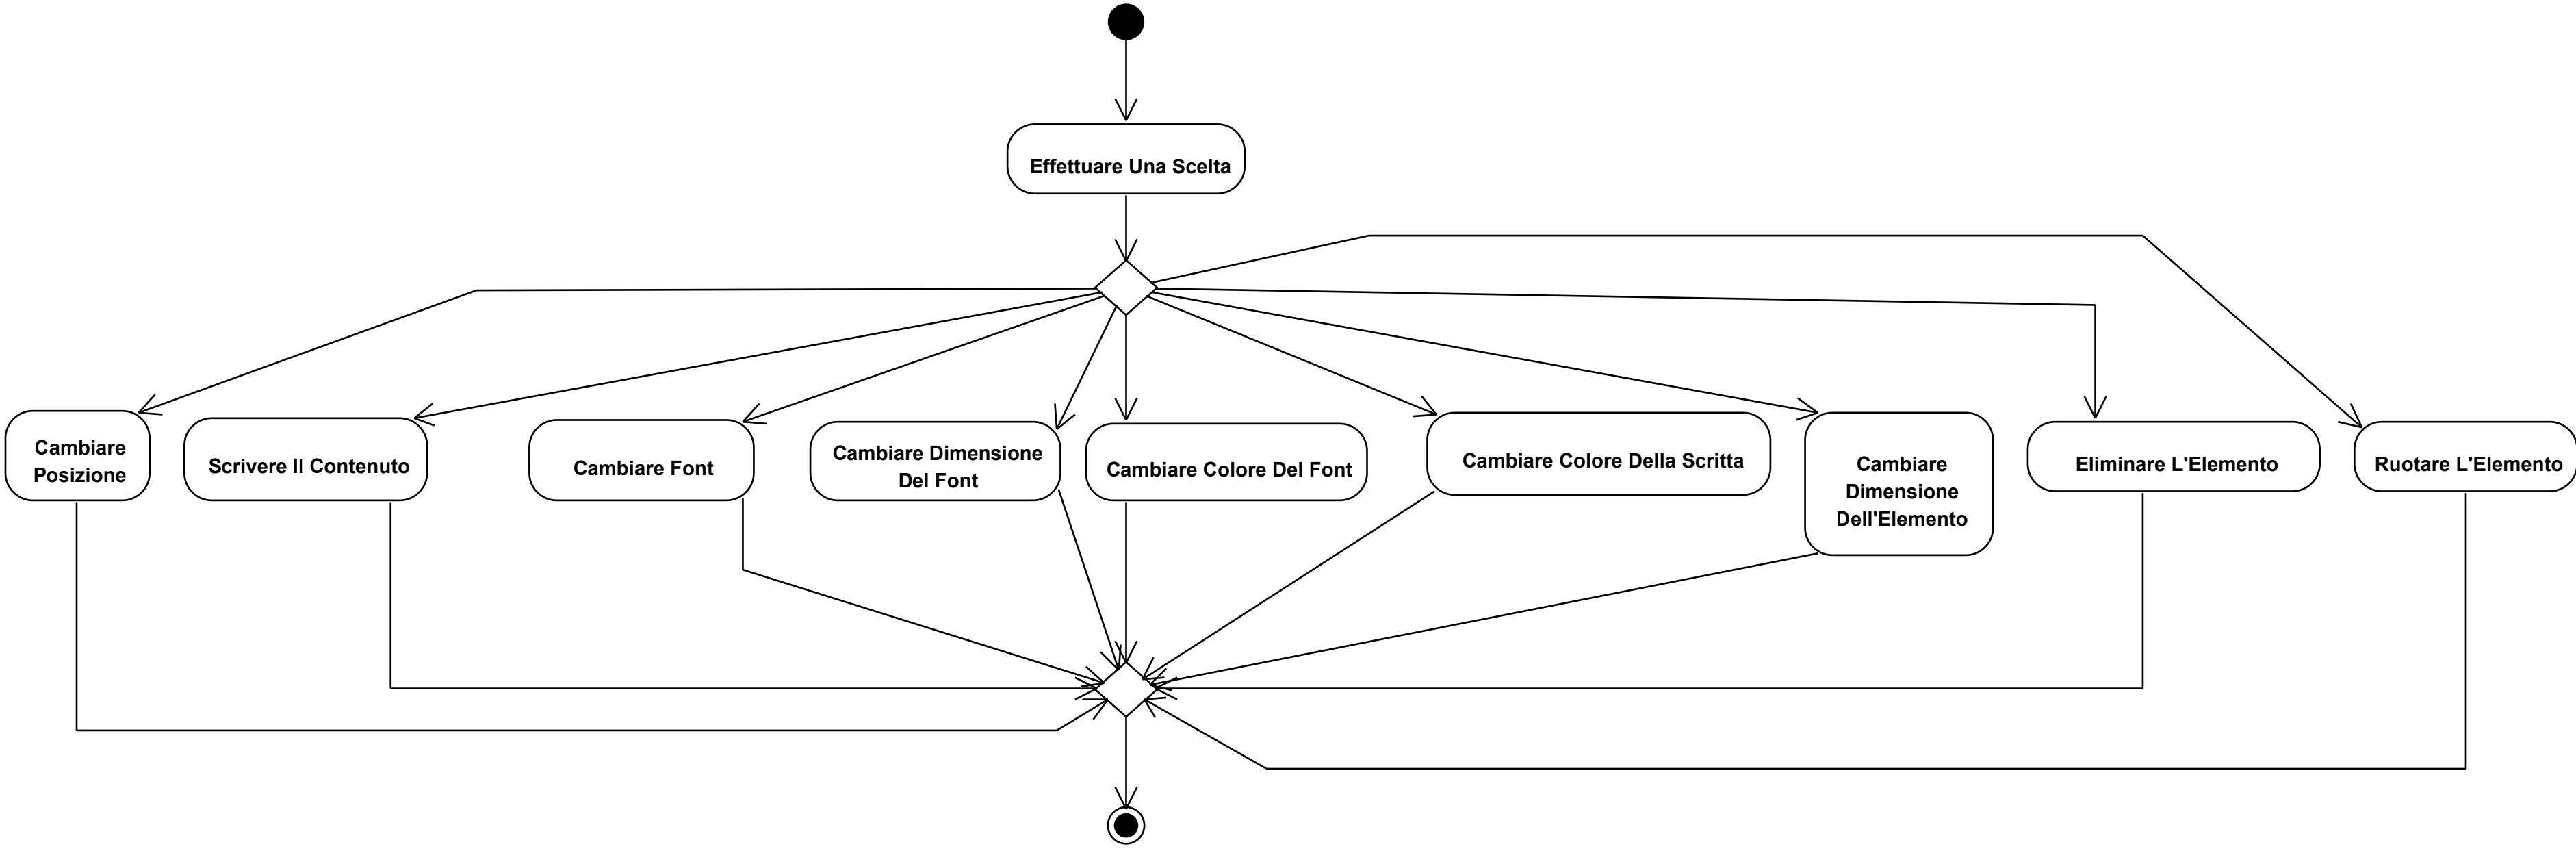 Effettuare Una Scelta
Cambiare
Posizione
Scrivere Il Contenuto
Cambiare Font
Cambiare Dimensione
Del Font
Cambiare Colore Del Font
Cambiare Colore Della Scritta
Cambiare
Dimensione
Dell'Elemento
Eliminare L'Elemento
Ruotare L'Elemento